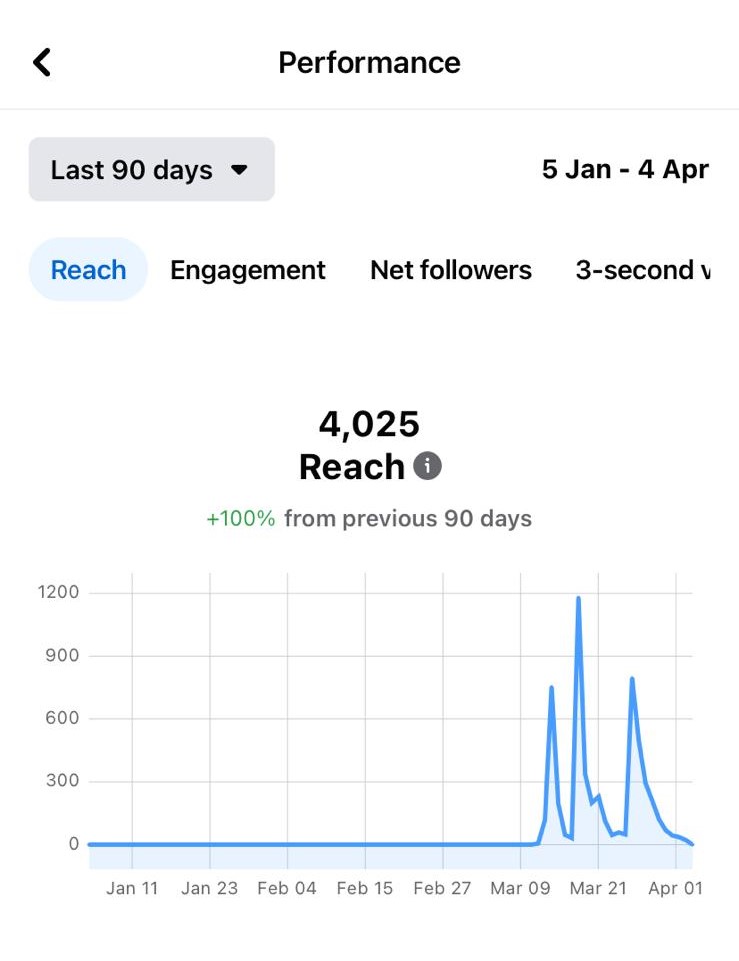 Performance
Last 90 days
5 Jan - 4 Apr
Reach Engagement Net followers 3-second
4,025
Reach
+100% from previous 90 days
1200
900
600
300
0
Jan 11 Jan 23 Feb 04 Feb 15 Feb 27 Mar 09 Mar 21 Apr 01